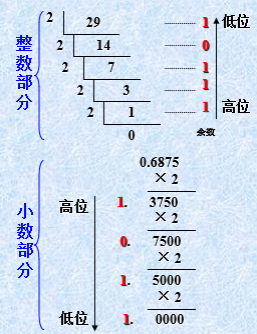 整数部分
2 29 1 低位
2 14 0
2 7 1
2 3 1
2 1 1 高位
0 余数
小数部分
0.6875
× 2
高位 1. 3750
× 2
0. 7500
× 2
1. 5000
× 2
低位 1. 0000